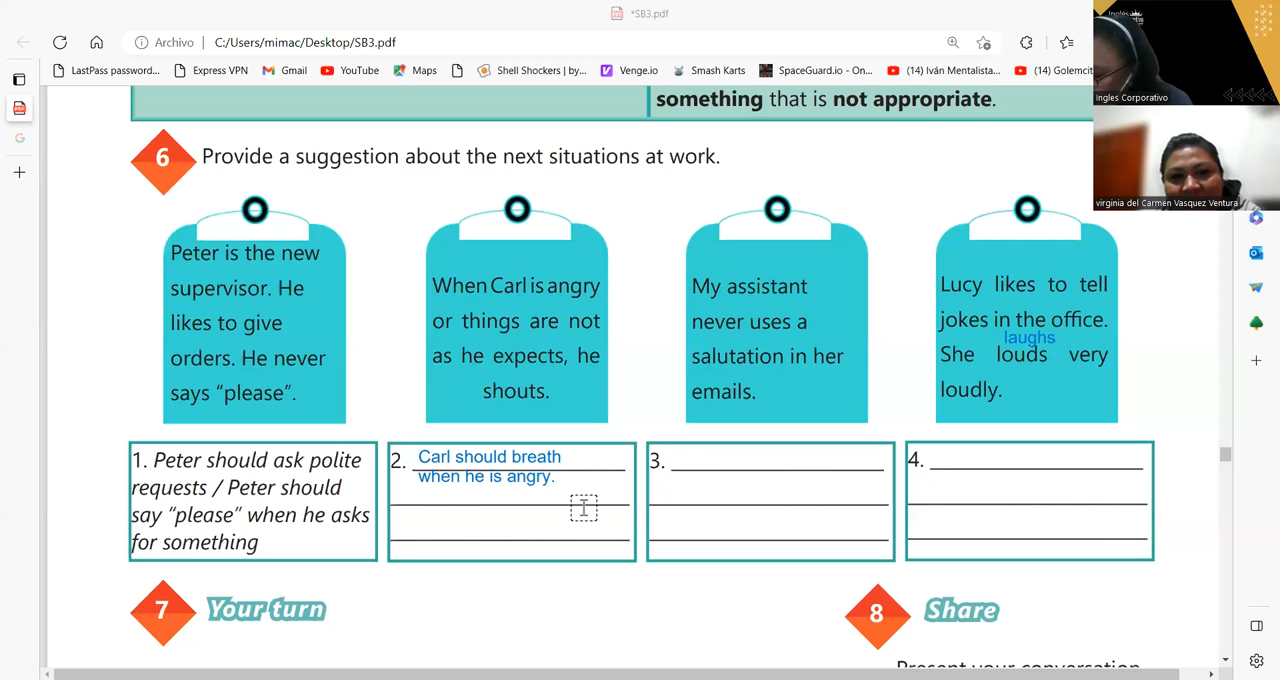 *SB3.pdf
Archivo | C:/Users/mimac/Desktop/SB3.pdf
LastPass password... Express VPN Gmail YouTube Maps Shell Shockers | by... Venge.io Smash Karts SpaceGuard.io - On... (14) Iván Mentalista... (14) Golemcit
Ingles Corporativo
virginia del Carmen Vasquez Ventura
something that is not appropriate.
6 Provide a suggestion about the next situations at work.
Peter is the new
supervisor. He
likes to give
orders. He never
says “please”.
When Carl is angry
or things are not
as he expects, he
shouts.
My assistant
never uses a
salutation in her
emails.
Lucy likes to tell
jokes in the office.
laughs
She louds very
loudly.
1. Peter should ask polite
requests / Peter should
say “please” when he asks
for something
2. Carl should breath
when he is angry.
3.
4.
7 Your turn
8 Share
Present your conversation